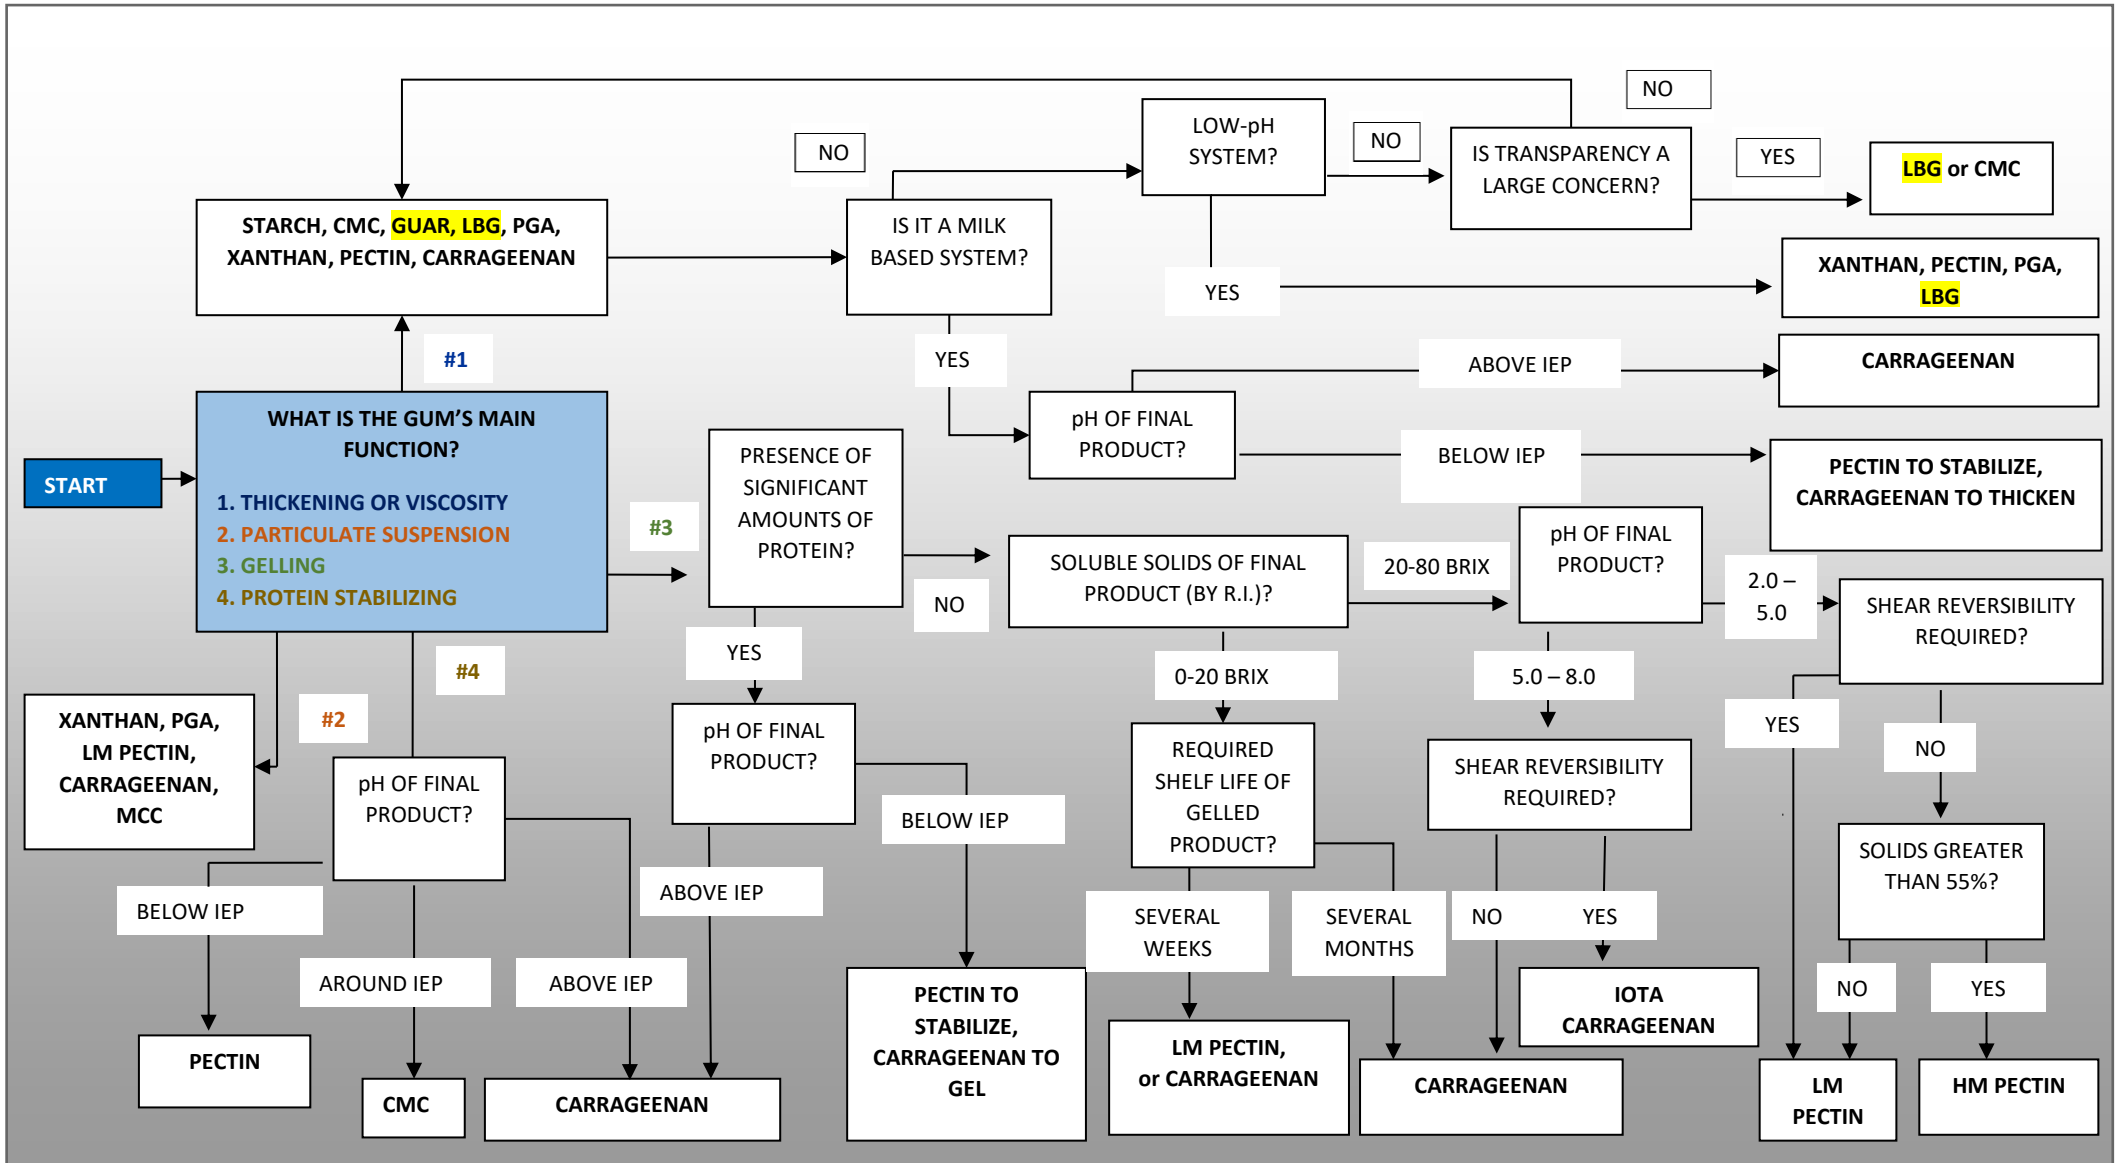 NO
LOW-pH
SYSTEM?
NO
IS TRANSPARENCY A
LARGE CONCERN?
YES
LBG or CMC
NO
STARCH, CMC, GUAR, LBG, PGA,
XANTHAN, PECTIN, CARRAGEENAN
IS IT A MILK
BASED SYSTEM?
YES
XANTHAN, PECTIN, PGA,
LBG
#1
YES
ABOVE IEP
CARRAGEENAN
WHAT IS THE GUM'S MAIN
FUNCTION?
1. THICKENING OR VISCOSITY
2. PARTICULATE SUSPENSION
3. GELLING
4. PROTEIN STABILIZING
START
pH OF FINAL
PRODUCT?
BELOW IEP
PECTIN TO STABILIZE,
CARRAGEENAN TO THICKEN
#3
PRESENCE OF
SIGNIFICANT
AMOUNTS OF
PROTEIN?
NO
SOLUBLE SOLIDS OF FINAL
PRODUCT (BY R.I.)?
20-80 BRIX
pH OF FINAL
PRODUCT?
2.0 –
5.0
SHEAR REVERSIBILITY
REQUIRED?
#4
#2
YES
0-20 BRIX
5.0 – 8.0
YES
NO
XANTHAN, PGA,
LM PECTIN,
CARRAGEENAN,
MCC
pH OF FINAL
PRODUCT?
pH OF FINAL
PRODUCT?
BELOW IEP
REQUIRED
SHELF LIFE OF
GELLED
PRODUCT?
SHEAR REVERSIBILITY
REQUIRED?
SOLIDS GREATER
THAN 55%?
BELOW IEP
AROUND IEP
ABOVE IEP
ABOVE IEP
SEVERAL
WEEKS
SEVERAL
MONTHS
NO
YES
NO
YES
PECTIN
CMC
CARRAGEENAN
PECTIN TO
STABILIZE,
CARRAGEENAN TO
GEL
LM PECTIN,
or CARRAGEENAN
CARRAGEENAN
IOTA
CARRAGEENAN
LM
PECTIN
HM PECTIN